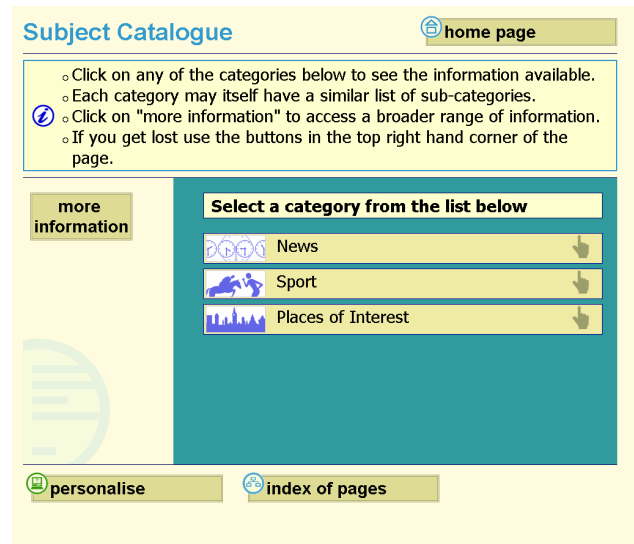 Subject Catalogue
home page
Click on any of the categories below to see the information available.
Each category may itself have a similar list of sub-categories.
Click on "more information" to access a broader range of information.
If you get lost use the buttons in the top right hand corner of the
page.
more
information
Select a category from the list below
News
Sport
Places of Interest
personalise
index of pages